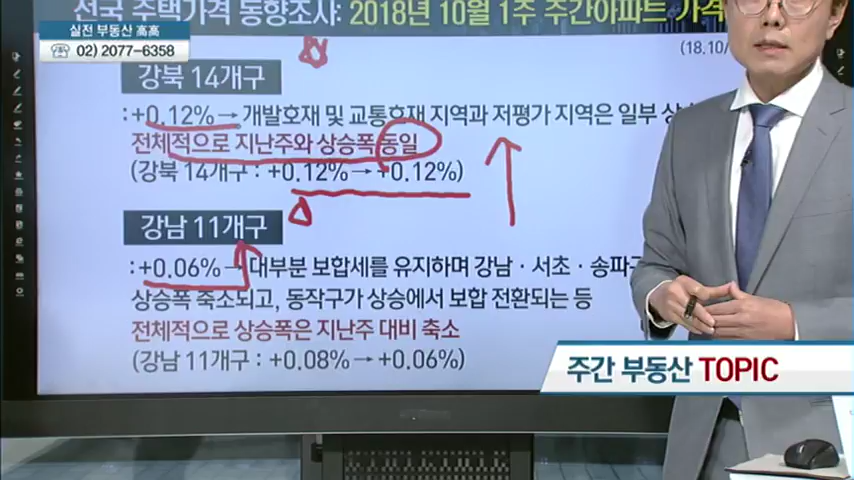 전국 주택가격 동향조사: 2018년 10월 1주 주간아파트 가격
실전 부동산 高高
02) 2077-6358
(18.10/
강북 14개구
: +0.12% → 개발호재 및 교통호재 지역과 저평가 지역은 일부 상
전체적으로 지난주와 상승폭 동일
(강북 14개구 : +0.12% → +0.12%)
강남 11개구
: +0.06% → 대부분 보합세를 유지하며 강남 · 서초 · 송파구
상승폭 축소되고, 동작구가 상승에서 보합 전환되는 등
전체적으로 상승폭은 지난주 대비 축소
(강남 11개구 : +0.08% → +0.06%)
주간 부동산 TOPIC